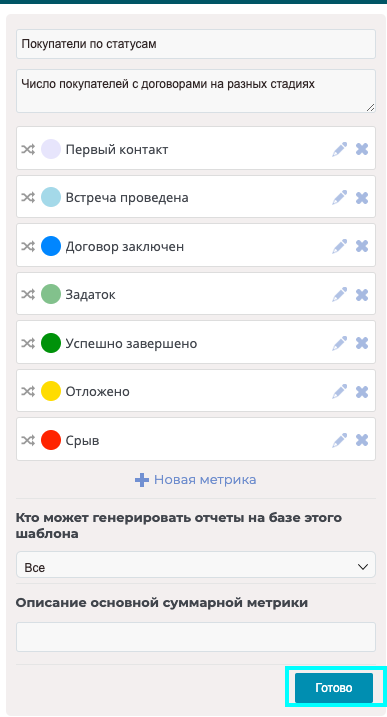 Покупатели по статусам
Число покупателей с договорами на разных стадиях
Первый контакт
Встреча проведена
Договор заключен
Задаток
Успешно завершено
Отложено
Срыв
Новая метрика
Кто может генерировать отчеты на базе этого
шаблона
Все
Описание основной суммарной метрики
Готово